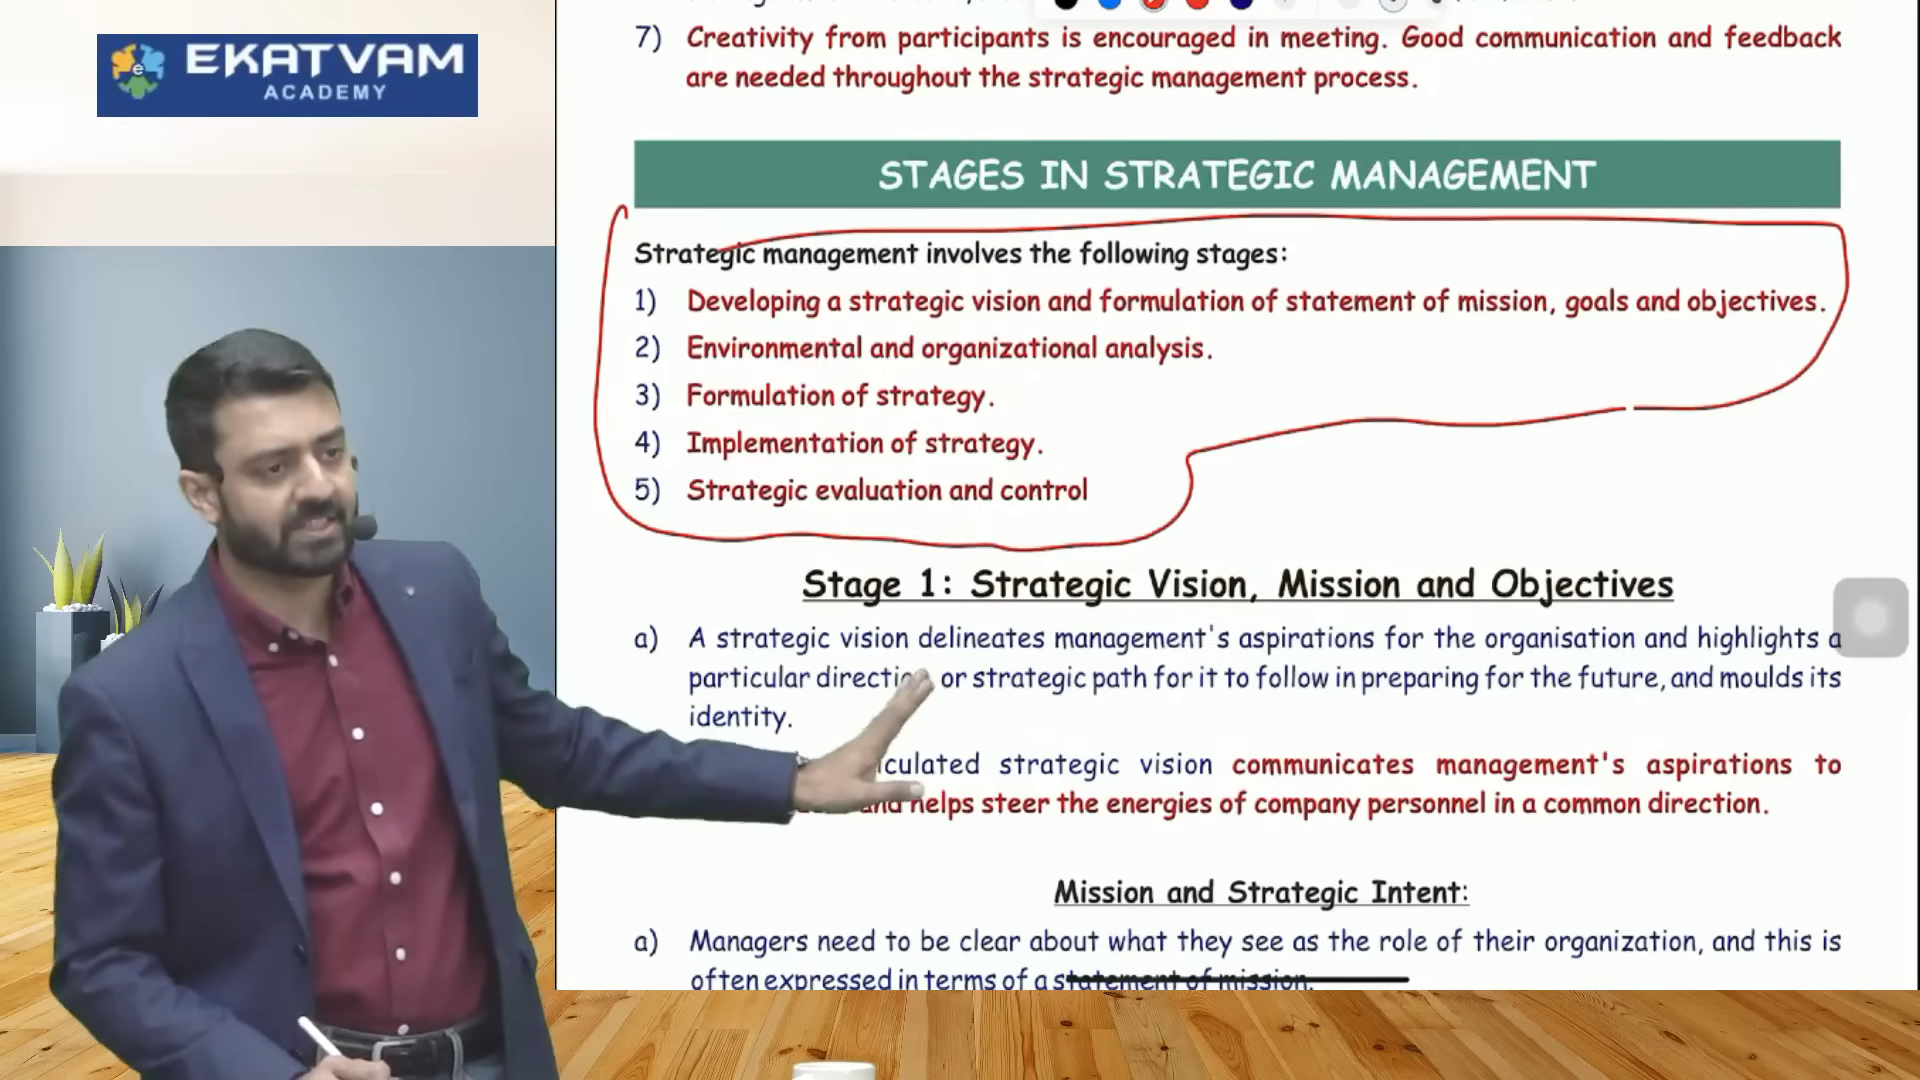 EKATVAM
ACADEMY
7) Creativity from participants is encouraged in meeting. Good communication and feedback
are needed throughout the strategic management process.
STAGES IN STRATEGIC MANAGEMENT
Strategic management involves the following stages:
1) Developing a strategic vision and formulation of statement of mission, goals and objectives.
2) Environmental and organizational analysis.
3) Formulation of strategy.
4) Implementation of strategy.
5) Strategic evaluation and control
Stage 1: Strategic Vision, Mission and Objectives
a) A strategic vision delineates management's aspirations for the organisation and highlights a
particular direction or strategic path for it to follow in preparing for the future, and moulds its
identity.
strategic vision communicates management's aspirations to
and helps steer the energies of company personnel in a common direction.
Mission and Strategic Intent:
a) Managers need to be clear about what they see as the role of their organization, and this is
often expressed in terms of a statement of mission.